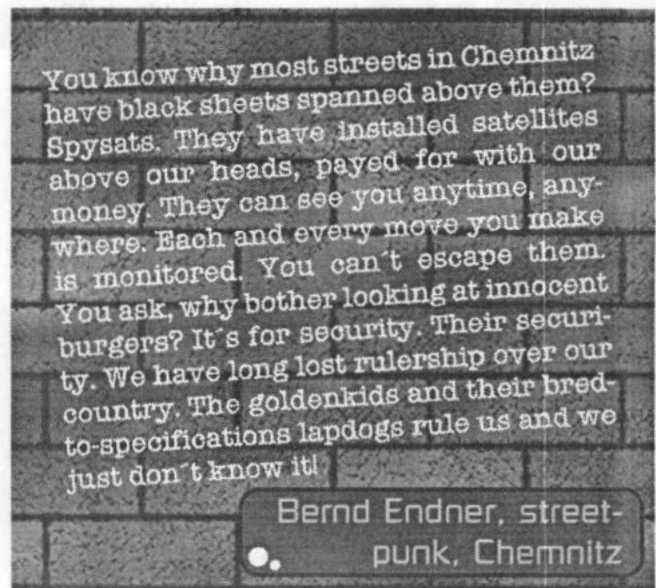 You know why most streets in Chemnitz
have black sheets spanned above them?
Spysats. They have installed satellites
above our heads, payed for with our
money. They can see you anytime, any-
where. Each and every move you make
is monitored. You can´t escape them.
You ask, why bother looking at innocent
burgers? It´s for security. Their securi-
ty. We have long lost rulership over our
country. The goldenkids and their bred-
to-specifications lapdogs rule us and we
just don´t know it!
Bernd Endner, street-
punk, Chemnitz